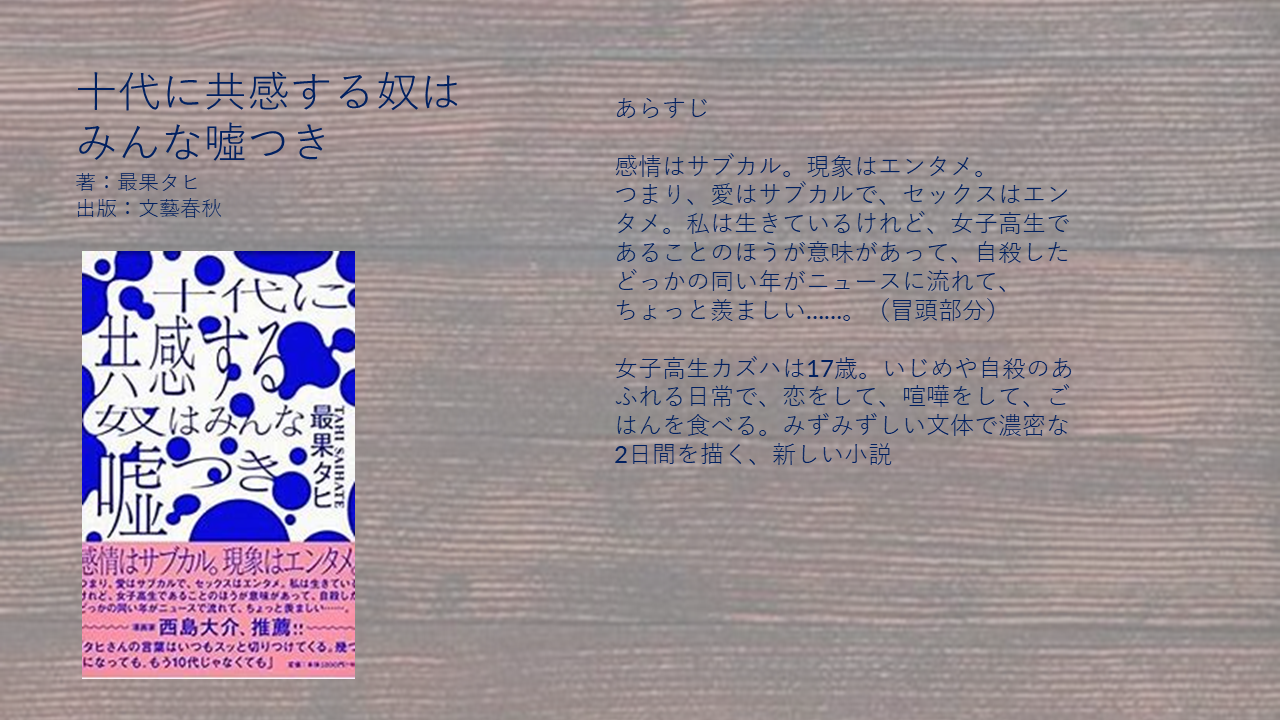 十代に共感する奴は
みんな嘘つき
著：最果タヒ
出版：文藝春秋
十代に
共感する
奴はみんな
嘘つき
最果タヒ
TAHI SAIHATE
感情はサブカル。現象はエンタメ。
つまり、愛はサブカルで、セックスはエンタメ。私は生きている
けれど、女子高生であることのほうが意味があって、自殺した
どっかの同い年がニュースで流れて、ちょっと羨ましい……。
漫画家 西島大介、推薦!!
タヒさんの言葉はいつもスッと切りつけてくる。幾つ
になっても。もう10代じゃなくても」
あらすじ
感情はサブカル。現象はエンタメ。
つまり、愛はサブカルで、セックスはエン
タメ。私は生きているけれど、女子高生で
あることのほうが意味があって、自殺した
どっかの同い年がニュースに流れて、
ちょっと羨ましい……。（冒頭部分）
女子高生カズハは17歳。いじめや自殺のあ
ふれる日常で、恋をして、喧嘩をして、ご
はんを食べる。みずみずしい文体で濃密な
2日間を描く、新しい小説